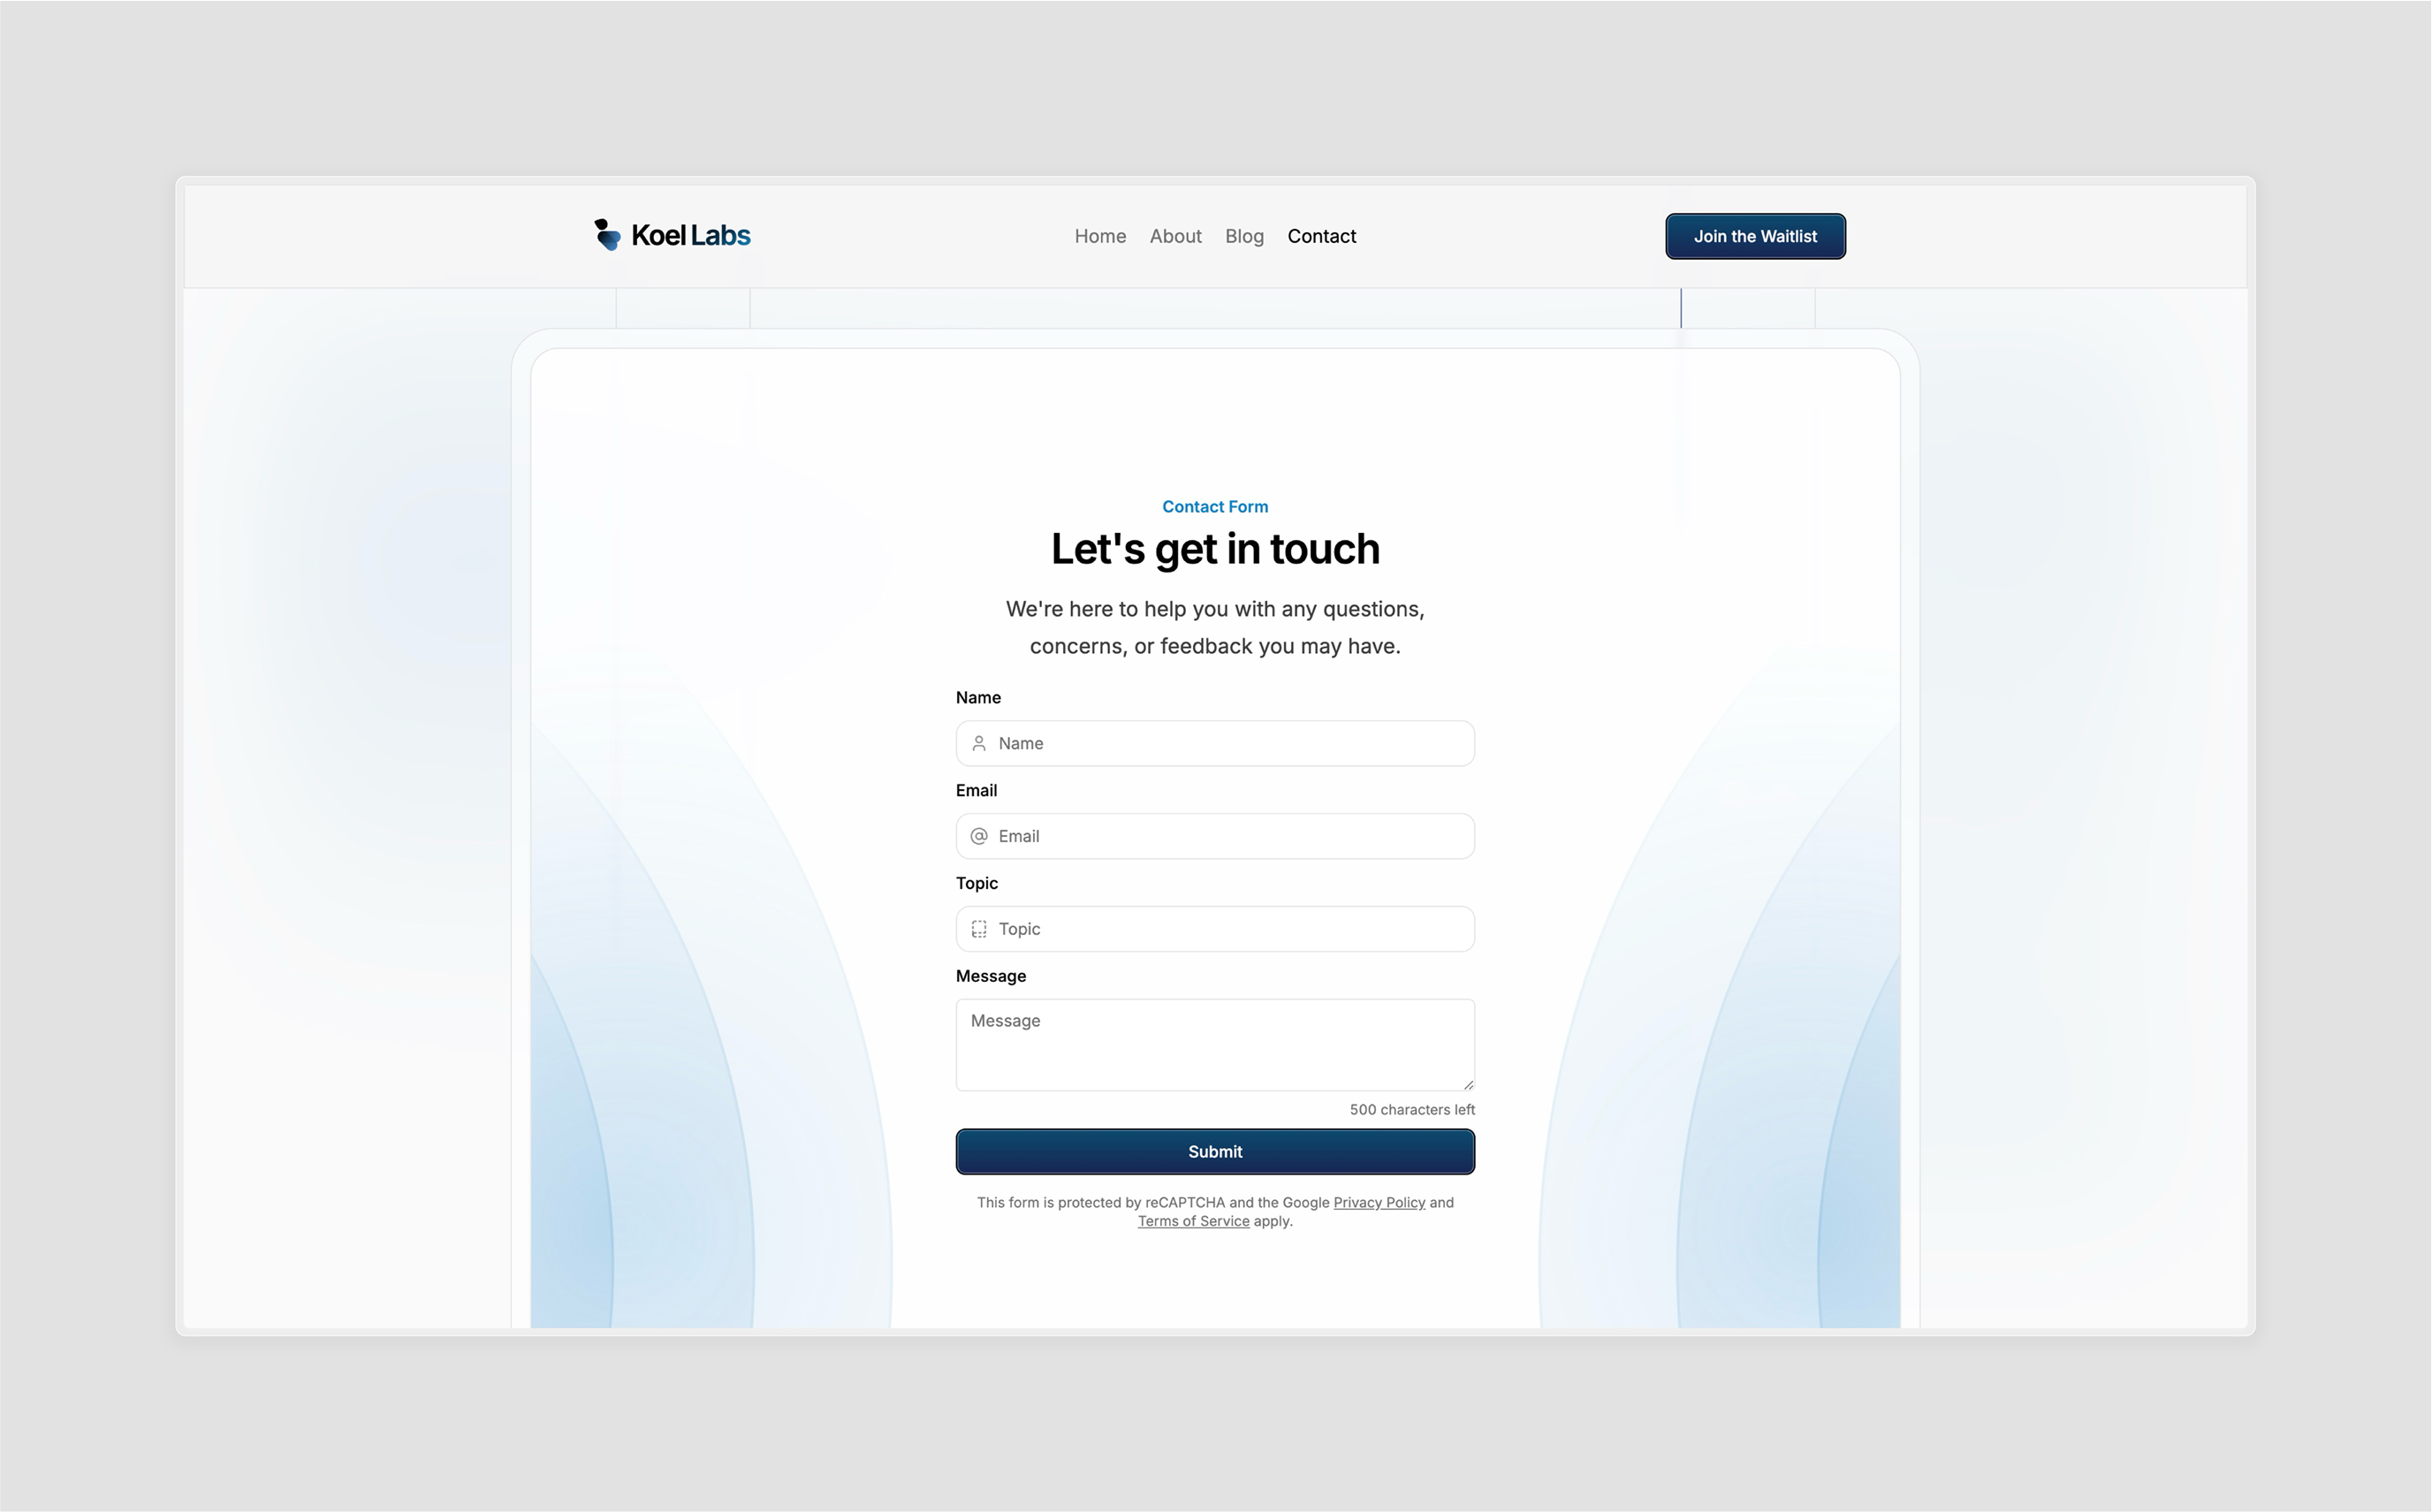 Koel Labs
Home About Blog Contact
Join the Waitlist
Contact Form
Let's get in touch
We're here to help you with any questions,
concerns, or feedback you may have.
Name
Name
Email
Email
Topic
Topic
Message
Message
500 characters left
Submit
This form is protected by reCAPTCHA and the Google Privacy Policy and
Terms of Service apply.